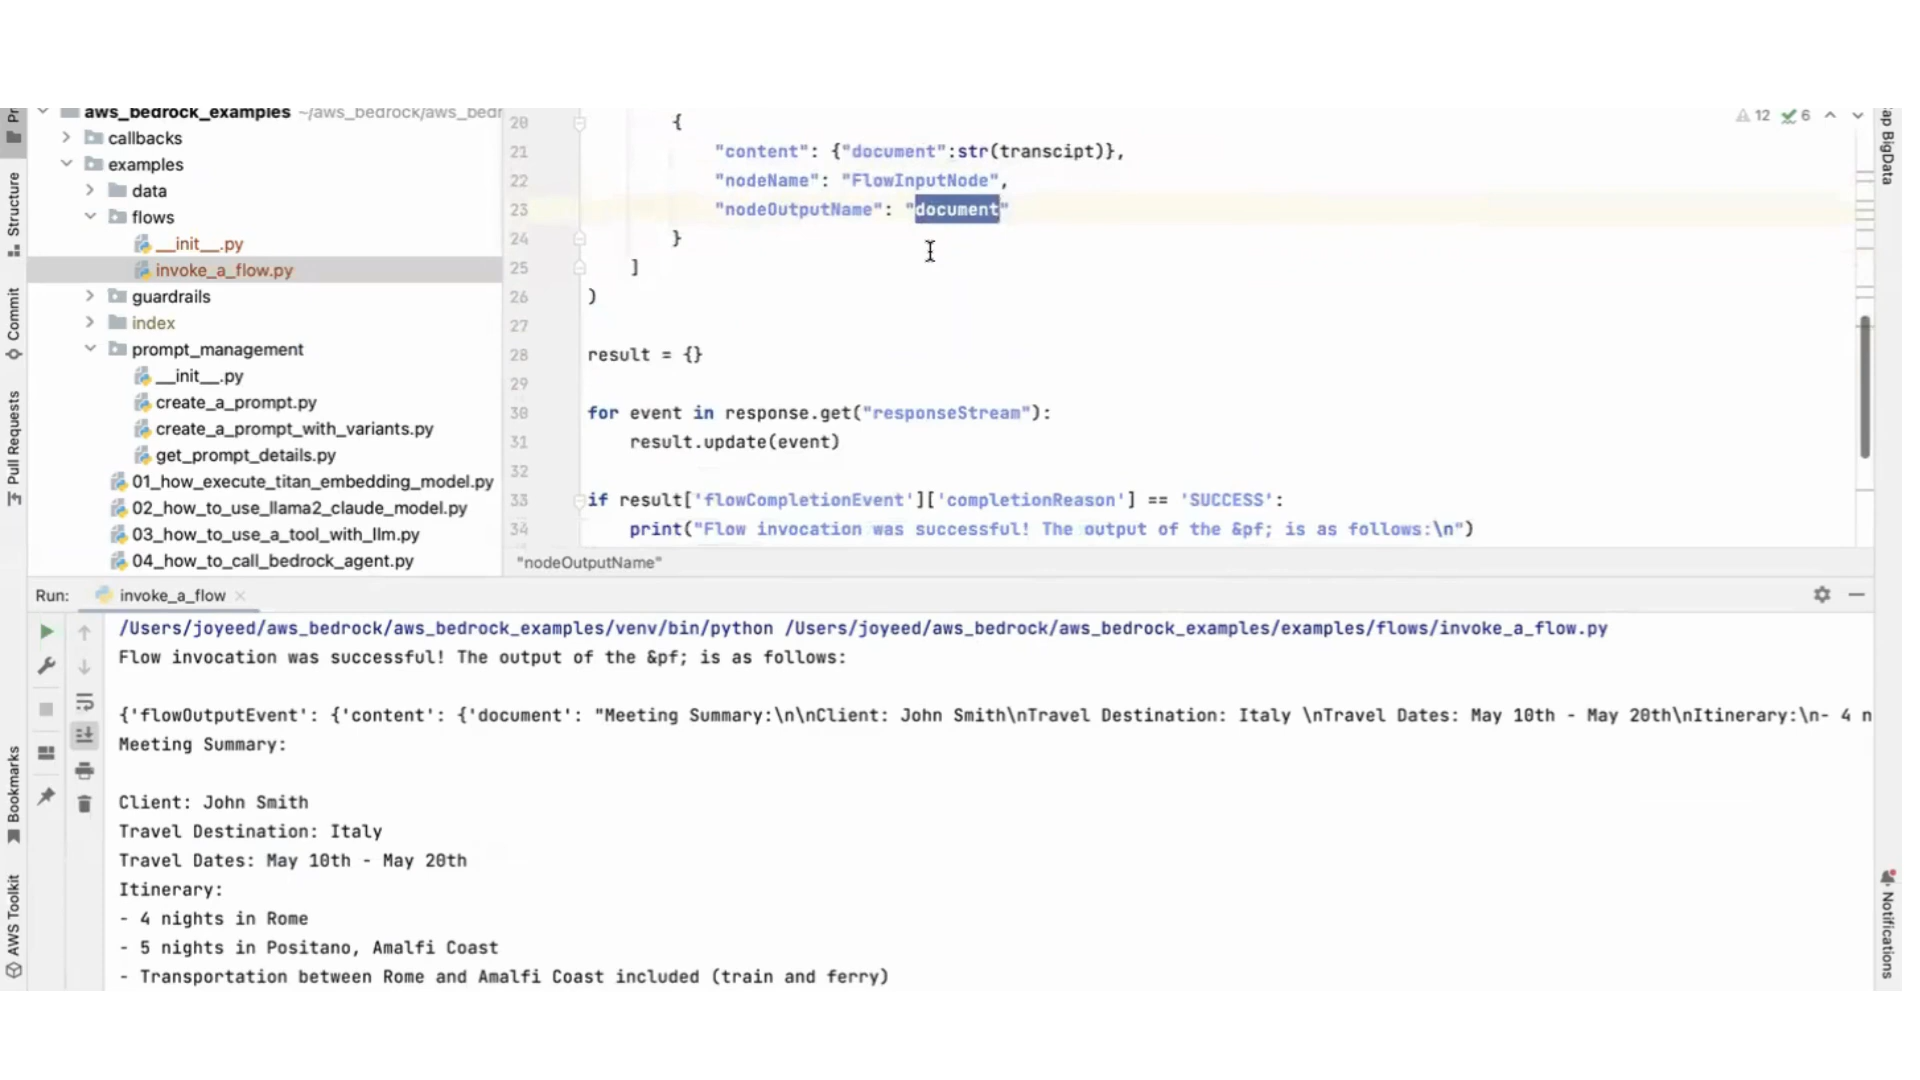 aws_bedrock_examples ~/aws_bedrock/aws_bedr
callbacks
examples
data
flows
__init__.py
invoke_a_flow.py
guardrails
index
prompt_management
__init__.py
create_a_prompt.py
create_a_prompt_with_variants.py
get_prompt_details.py
01_how_execute_titan_embedding_model.py
02_how_to_use_llama2_claude_model.py
03_how_to_use_a_tool_with_llm.py
04_how_to_call_bedrock_agent.py
Pr
Structure
Commit
Pull Requests
Bookmarks
AWS Toolkit
20 {
21 "content": {"document":str(transcipt)},
22 "nodeName": "FlowInputNode",
23 "nodeOutputName": "document"
24 }
25 ]
26 )
27
28 result = {}
29
30 for event in response.get("responseStream"):
31 result.update(event)
32
33 if result['flowCompletionEvent']['completionReason'] == 'SUCCESS':
34 print("Flow invocation was successful! The output of the &pf; is as follows:\n")
"nodeOutputName"
12 6
ap BigData
Notifications
Run: invoke_a_flow
/Users/joyeed/aws_bedrock/aws_bedrock_examples/venv/bin/python /Users/joyeed/aws_bedrock/aws_bedrock_examples/examples/flows/invoke_a_flow.py
Flow invocation was successful! The output of the &pf; is as follows:
{'flowOutputEvent': {'content': {'document': "Meeting Summary:\n\nClient: John Smith\nTravel Destination: Italy \nTravel Dates: May 10th - May 20th\nItinerary:\n- 4 n
Meeting Summary:
Client: John Smith
Travel Destination: Italy
Travel Dates: May 10th - May 20th
Itinerary:
- 4 nights in Rome
- 5 nights in Positano, Amalfi Coast
- Transportation between Rome and Amalfi Coast included (train and ferry)